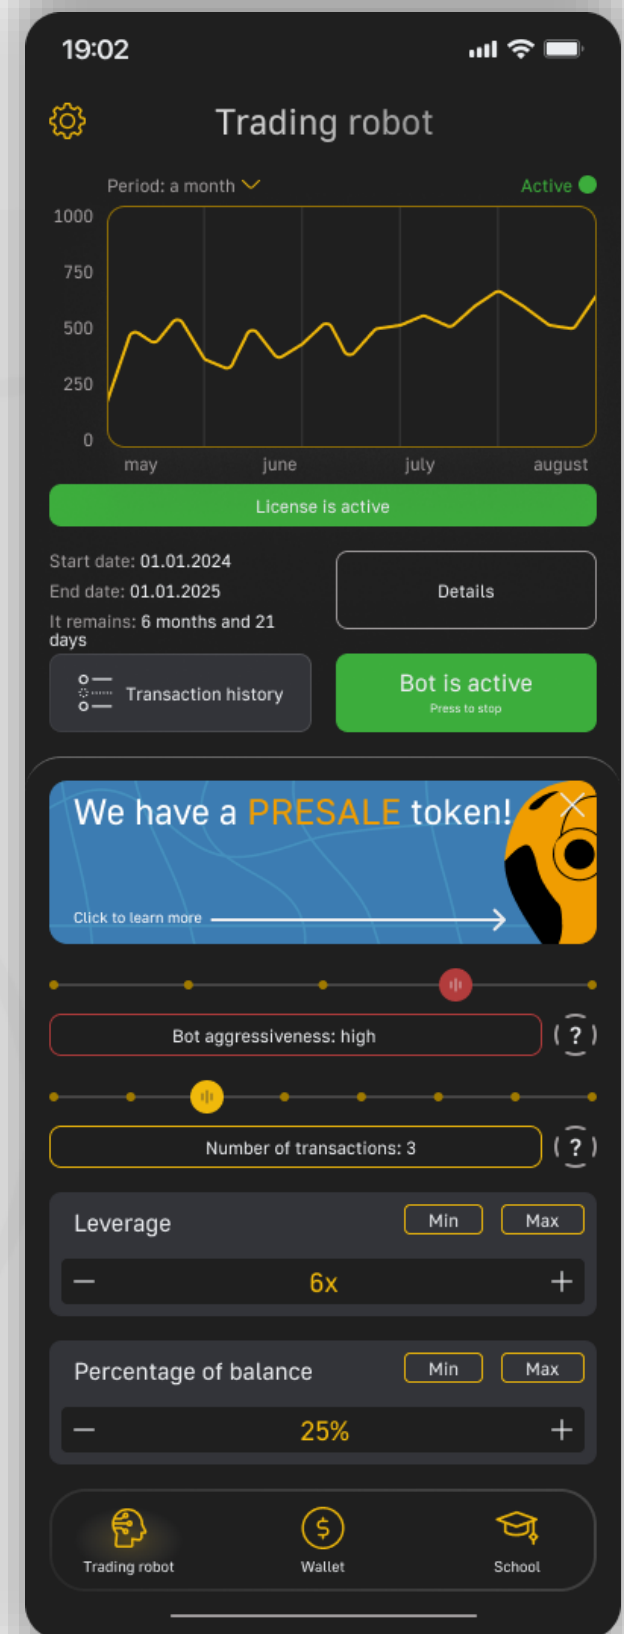 19:02
Trading robot
Period: a month
Active
1000
750
500
250
0
may june july august
License is active
Start date: 01.01.2024
End date: 01.01.2025
It remains: 6 months and 21
days
Details
Transaction history
Bot is active
Press to stop
We have a PRESALE token!
Click to learn more
Bot aggressiveness: high
?
Number of transactions: 3
?
Leverage
Min
Max
6x
Percentage of balance
Min
Max
25%
Trading robot
Wallet
School